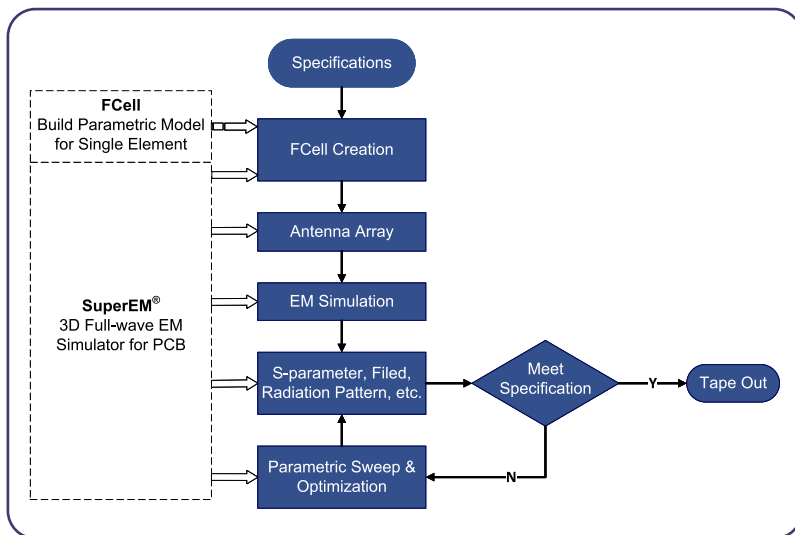 Specifications
FCell
Build Parametric Model
for Single Element
FCell Creation
Antenna Array
SuperEM®
3D Full-wave EM
Simulator for PCB
EM Simulation
S-parameter, Filed,
Radiation Pattern, etc.
Meet
Specification
Y
Tape Out
Parametric Sweep &
Optimization
N